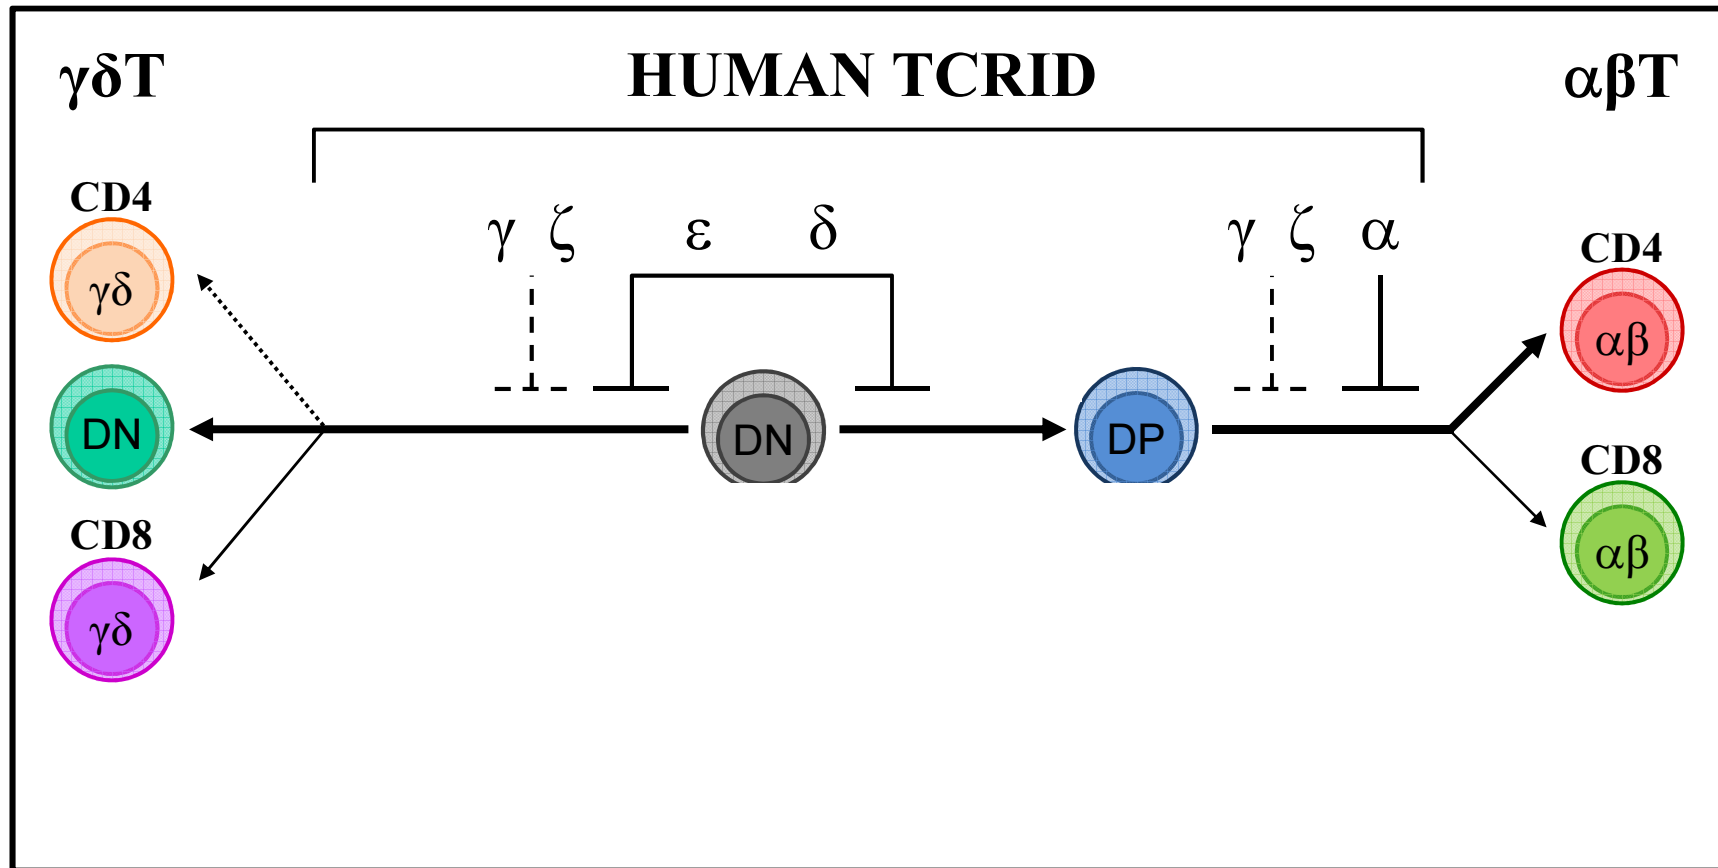 γδT HUMAN TCRID αβT
CD4
γδ
DN
CD8
γδ
γ ζ ε δ
DN
DP
γ ζ α
CD4
αβ
CD8
αβ